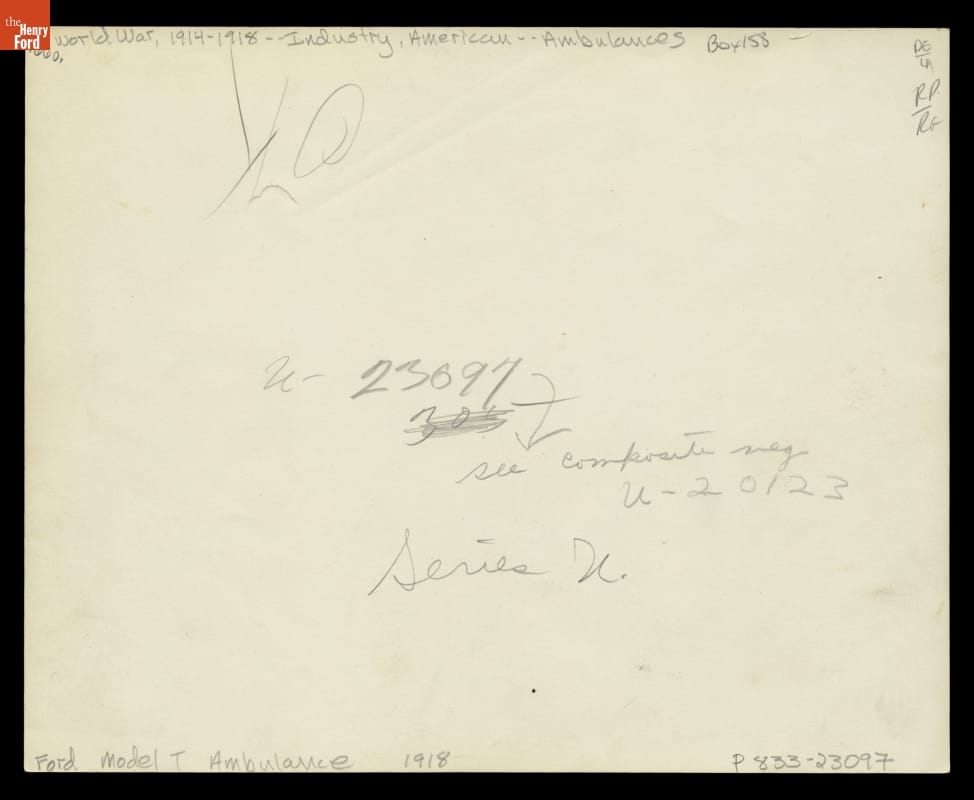 the
Henry
Ford
World War, 1914-1918--Industry, American--Ambulances Box 158
1660,
U- 23097
see composite neg
U-20123
Series U.
Ford Model T Ambulance 1918
P 833-23097